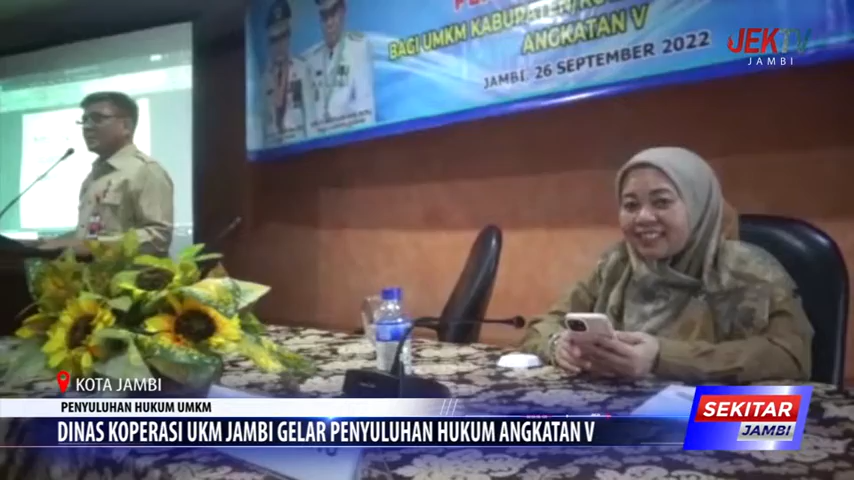 BAGI UMKM KABUPATEN/KO
ANGKATAN V
JAMBI, 26 SEPTEMBER 2022
JEKTV
JAMBI
KOTA JAMBI
PENYULUHAN HUKUM UMKM
DINAS KOPERASI UKM JAMBI GELAR PENYULUHAN HUKUM ANGKATAN V
SEKITAR
JAMBI